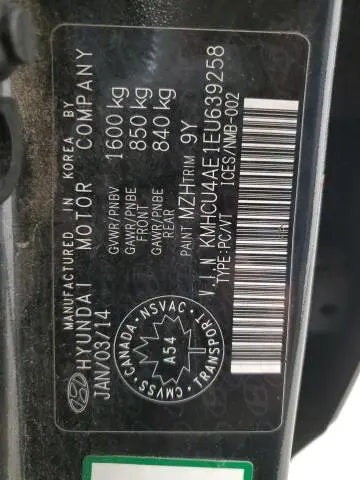 MANUFACTURED IN KOREA BY
HYUNDAI MOTOR COMPANY
JAN/03/14
GVWR/PNBV 1600 kg
GAWR/PNBE FRONT 850 kg
GAWR/PNBE REAR 840 kg
PAINT MZH TRIM 9Y
V.I.N KMHCU4AE1EU639258
TYPE:PC/VT ICES/NMB-002
CANADA · NSVAC · TRANSPORT · CMVSS
A54